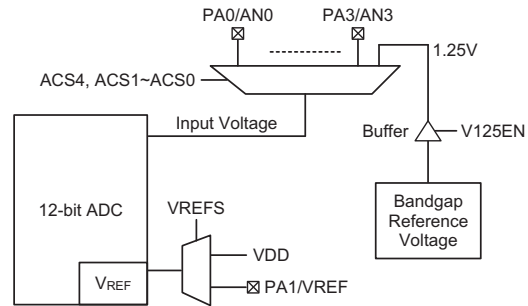 PA0/AN0
PA3/AN3
1.25V
ACS4, ACS1~ACS0
Input Voltage
Buffer
V125EN
12-bit ADC
VREFS
Bandgap
Reference
Voltage
VDD
VREF
PA1/VREF